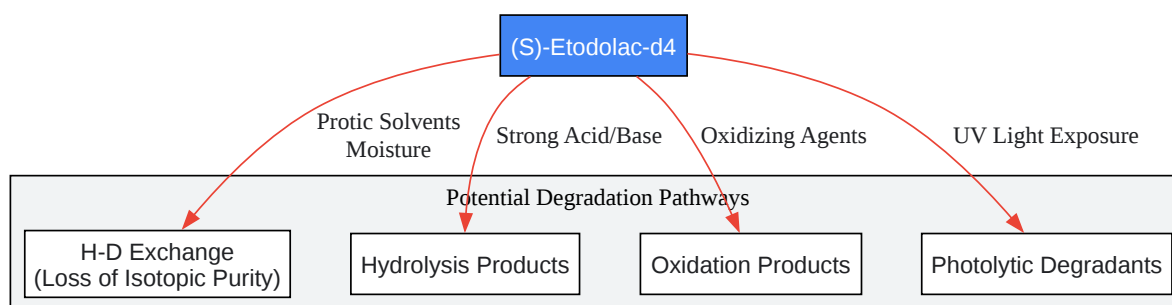 (S)-Etodolac-d4
Protic Solvents
Moisture
Strong Acid/Base
Oxidizing Agents
UV Light Exposure
Potential Degradation Pathways
H-D Exchange
(Loss of Isotopic Purity)
Hydrolysis Products
Oxidation Products
Photolytic Degradants